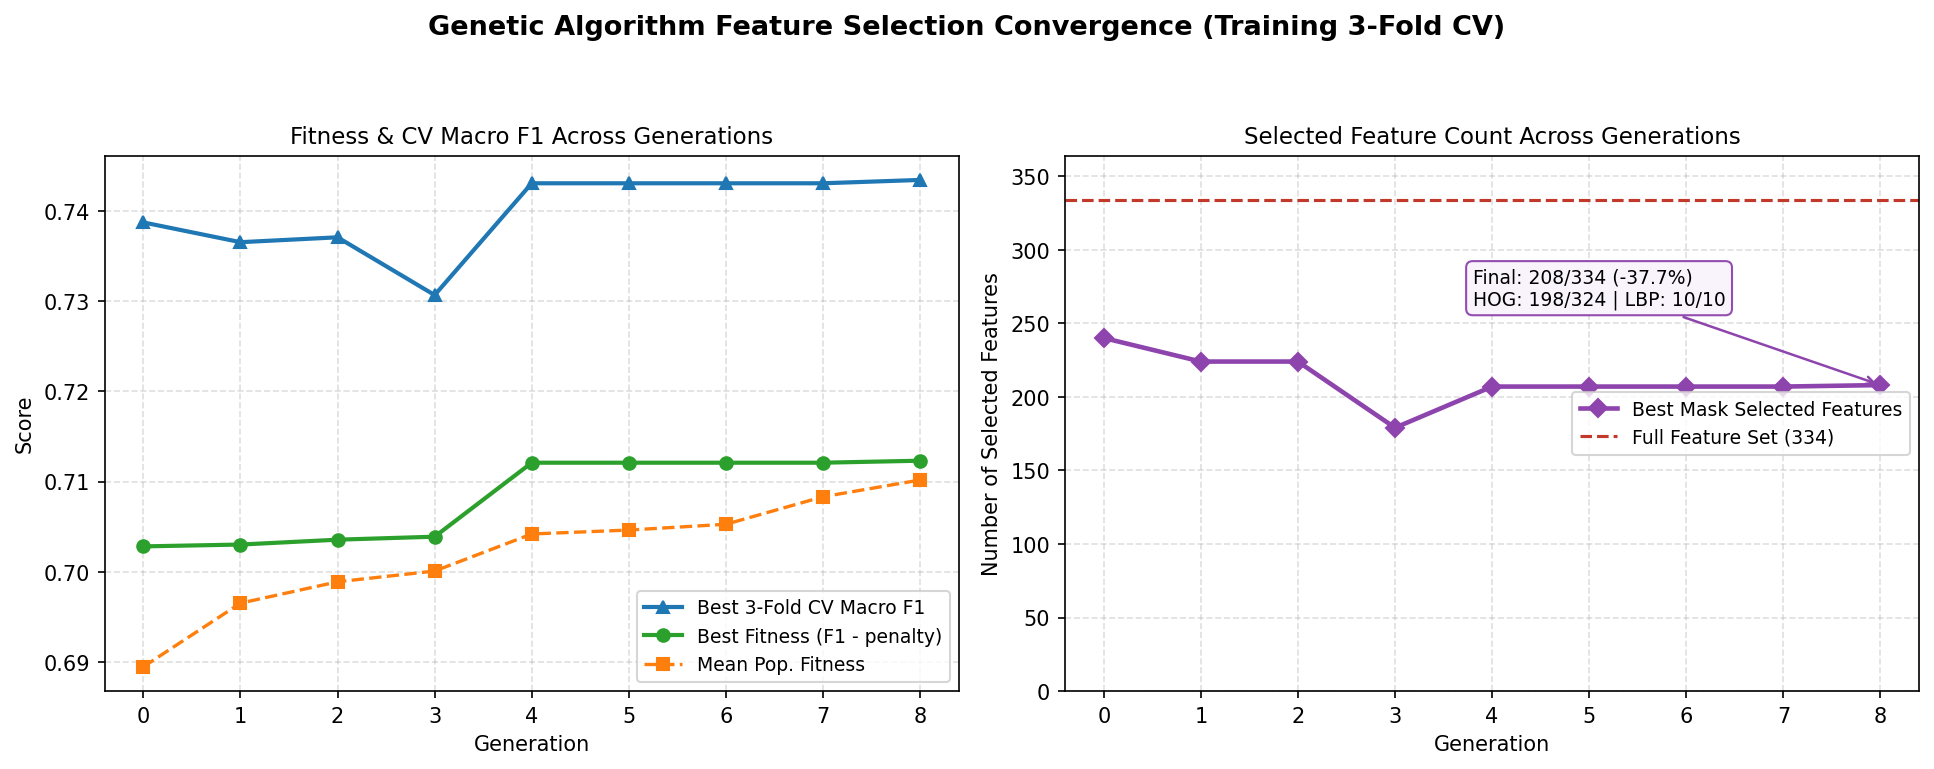 Genetic Algorithm Feature Selection Convergence (Training 3-Fold CV)
Fitness & CV Macro F1 Across Generations
Score
0.74
0.73
0.72
0.71
0.70
0.69
0 1 2 3 4 5 6 7 8
Generation
Best 3-Fold CV Macro F1
Best Fitness (F1 - penalty)
Mean Pop. Fitness
Selected Feature Count Across Generations
Number of Selected Features
350
300
250
200
150
100
50
0
0 1 2 3 4 5 6 7 8
Generation
Final: 208/334 (-37.7%)
HOG: 198/324 | LBP: 10/10
Best Mask Selected Features
Full Feature Set (334)